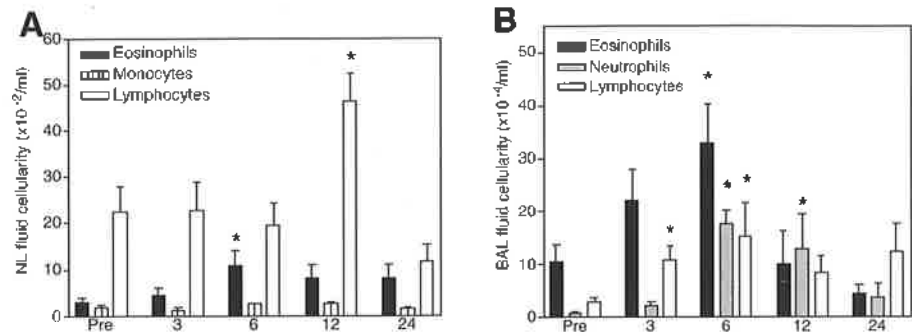 A
B
NL fluid cellularity (x10⁻²/ml)
60
50
40
30
20
10
0
Eosinophils
Monocytes
Lymphocytes
*
*
Pre 3 6 12 24
BAL fluid cellularity (x10⁻⁴/ml)
50
40
30
20
10
0
Eosinophils
Neutrophils
Lymphocytes
*
*
*
*
*
Pre 3 6 12 24